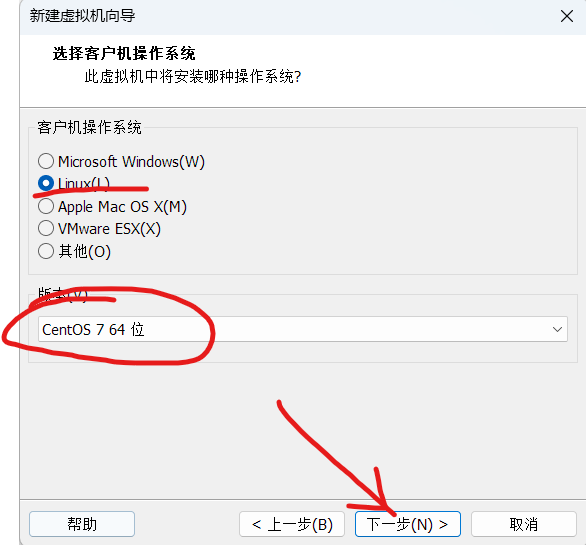 新建虚拟机向导
选择客户机操作系统
此虚拟机中将安装哪种操作系统?
客户机操作系统
Microsoft Windows(W)
Linux(L)
Apple Mac OS X(M)
VMware ESX(X)
其他(O)
版本(V)
CentOS 7 64 位
帮助
< 上一步(B)
下一步(N) >
取消